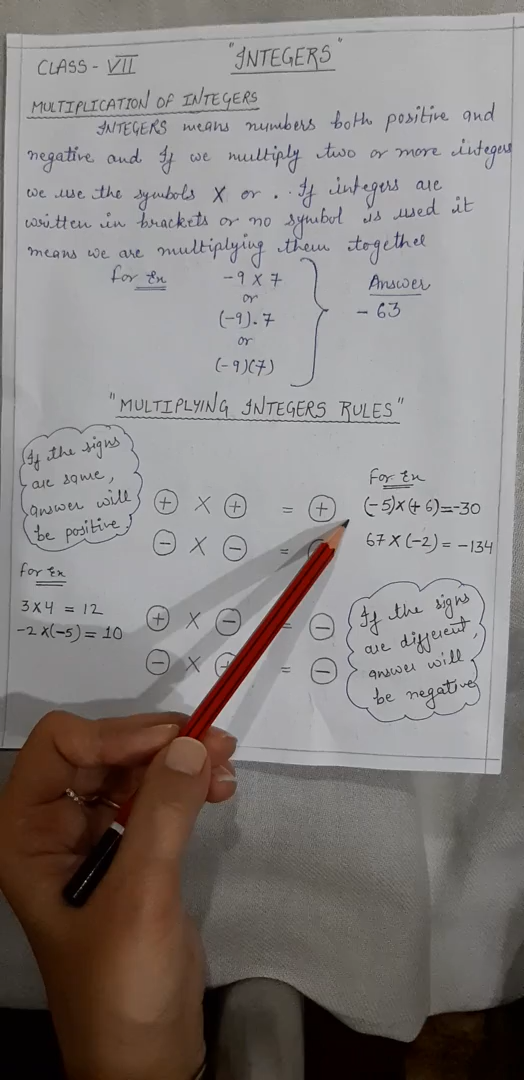 CLASS - VII
"INTEGERS"
MULTIPLICATION OF INTEGERS
INTEGERS means numbers both positive and
negative and If we multiply two or more integers
we use the symbols X or . . If integers are
written in brackets or no symbol is used it
means we are multiplying them together
for Ex
-9 X 7
or
(-9). 7
or
(-9)(7)
Answer
- 63
"MULTIPLYING INTEGERS RULES"
If the signs
are same,
answer will
be positive
+ X + = +
- X - =
For Ex
(-5)x(+6)=-30
67 X (-2) = -134
For Ex
3 X 4 = 12
-2 x(-5) = 10
+ X - = -
- X + = -
If the signs
are different,
answer will
be negative